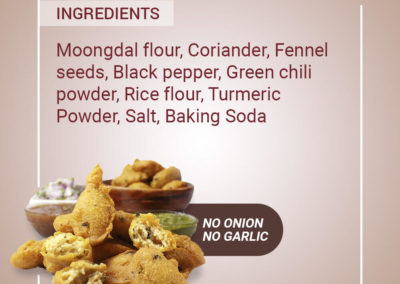 INGREDIENTS
Moongdal flour, Coriander, Fennel
seeds, Black pepper, Green chili
powder, Rice flour, Turmeric
Powder, Salt, Baking Soda
NO ONION
NO GARLIC